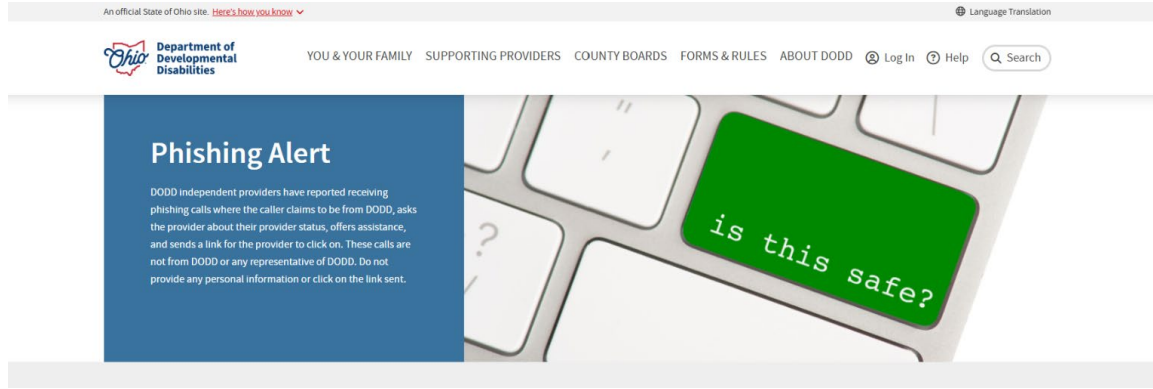 An official State of Ohio site. Here's how you know
Language Translation
Ohio
Department of
Developmental
Disabilities
YOU & YOUR FAMILY SUPPORTING PROVIDERS COUNTY BOARDS FORMS & RULES ABOUT DODD Log In ? Help Search
Phishing Alert
DODD independent providers have reported receiving
phishing calls where the caller claims to be from DODD, asks
the provider about their provider status, offers assistance,
and sends a link for the provider to click on. These calls are
not from DODD or any representative of DODD. Do not
provide any personal information or click on the link sent.
"
'
?
/
\
is this safe?